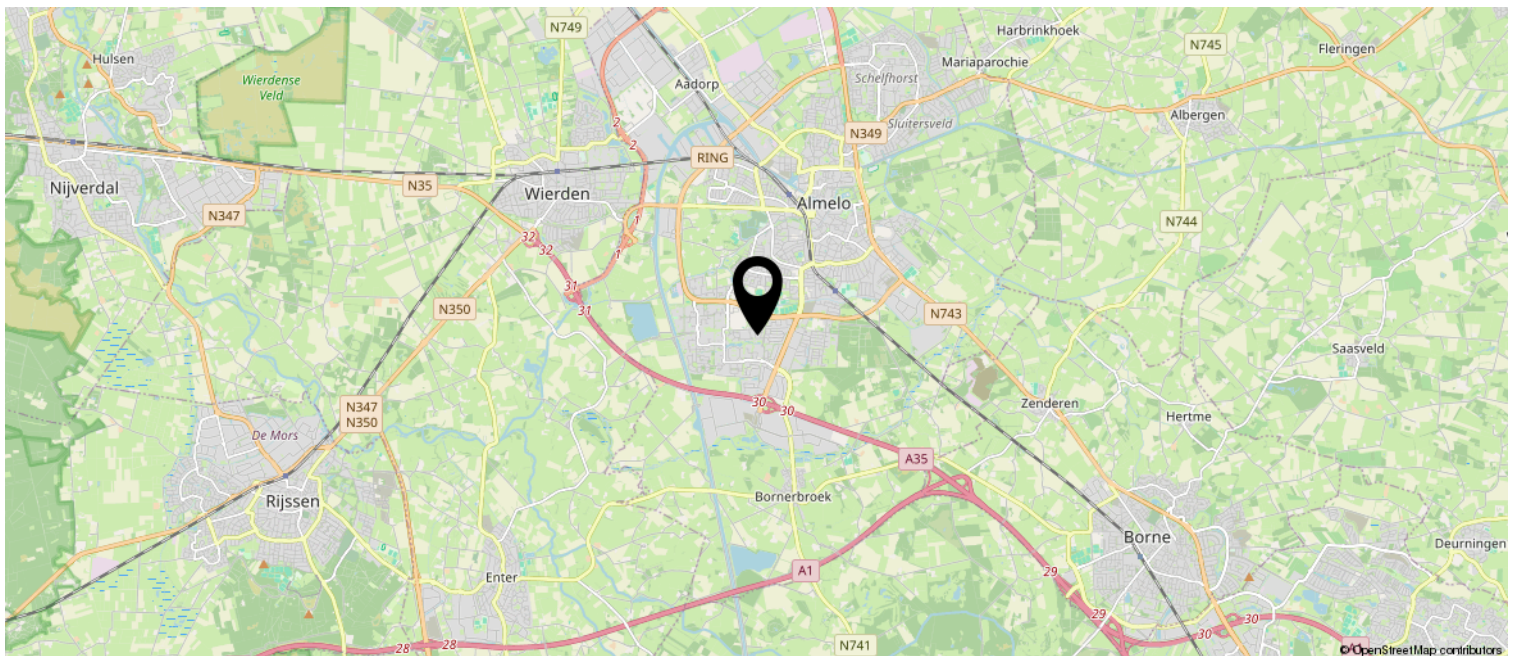 N749
Harbrinkhoek
N745
Fleringen
Hulsen
Mariaparochie
Wierdense
Veld
Aadorp
Schelfhorst
Albergen
2
Sluitersveld
N349
2
RING
Nijverdal
N35
Wierden
Almelo
N347
1
N744
32
32
1
31
31
N350
N743
Saasveld
30
30
Zenderen
N347
N350
Hertme
De Mors
A35
Rijssen
Bornerbroek
Borne
Deurningen
A1
29
Enter
29
30
30
28
28
N741
© OpenStreetMap contributors